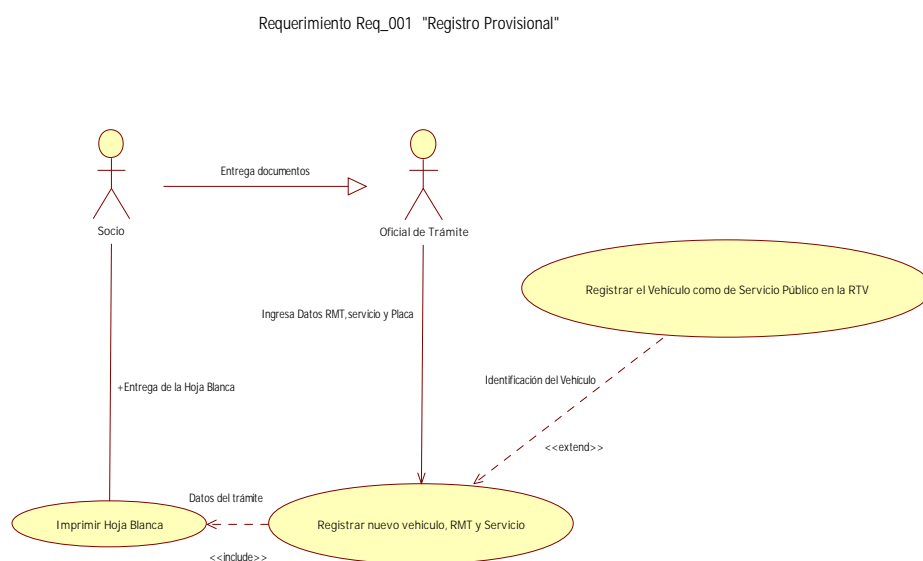 Requerimiento Req_001 "Registro Provisional"
Entrega documentos
Socio
Oficial de Trámite
Registrar el Vehículo como de Servicio Público en la RTV
Ingresa Datos RMT,servicio y Placa
Identificación del Vehículo
+Entrega de la Hoja Blanca
<<extend>>
Datos del trámite
Imprimir Hoja Blanca
Registrar nuevo vehiculo, RMT y Servicio
<<include>>